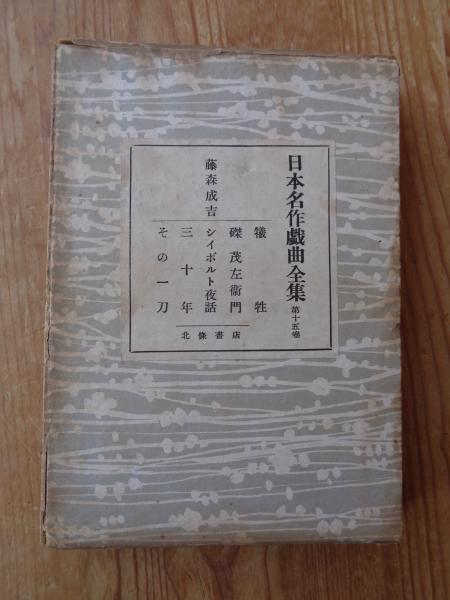 日本名作戯曲全集 第十五巻
犠牲
磔茂左衛門
シイボルト夜話
三十年
その一刀
藤森成吉
北條書店